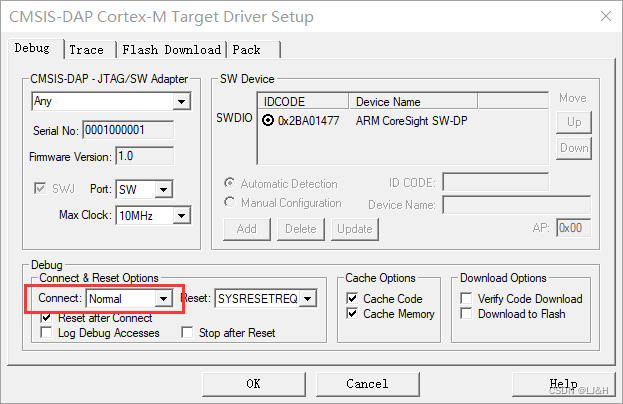 CMSIS-DAP Cortex-M Target Driver Setup
Debug Trace Flash Download Pack
CMSIS-DAP - JTAG/SW Adapter
Any
Serial No: 0001000001
Firmware Version: 1.0
SWJ Port: SW
Max Clock: 10MHz
SW Device
IDCODE Device Name Move
SWDIO 0x2BA01477 ARM CoreSight SW-DP Up
Down
Automatic Detection ID CODE:
Manual Configuration Device Name:
Add Delete Update AP: 0x00
Debug
Connect & Reset Options
Connect: Normal Reset: SYSRESETREQ
Reset after Connect
Log Debug Accesses Stop after Reset
Cache Options
Cache Code
Cache Memory
Download Options
Verify Code Download
Download to Flash
OK Cancel Help
CSDN @LJ&H